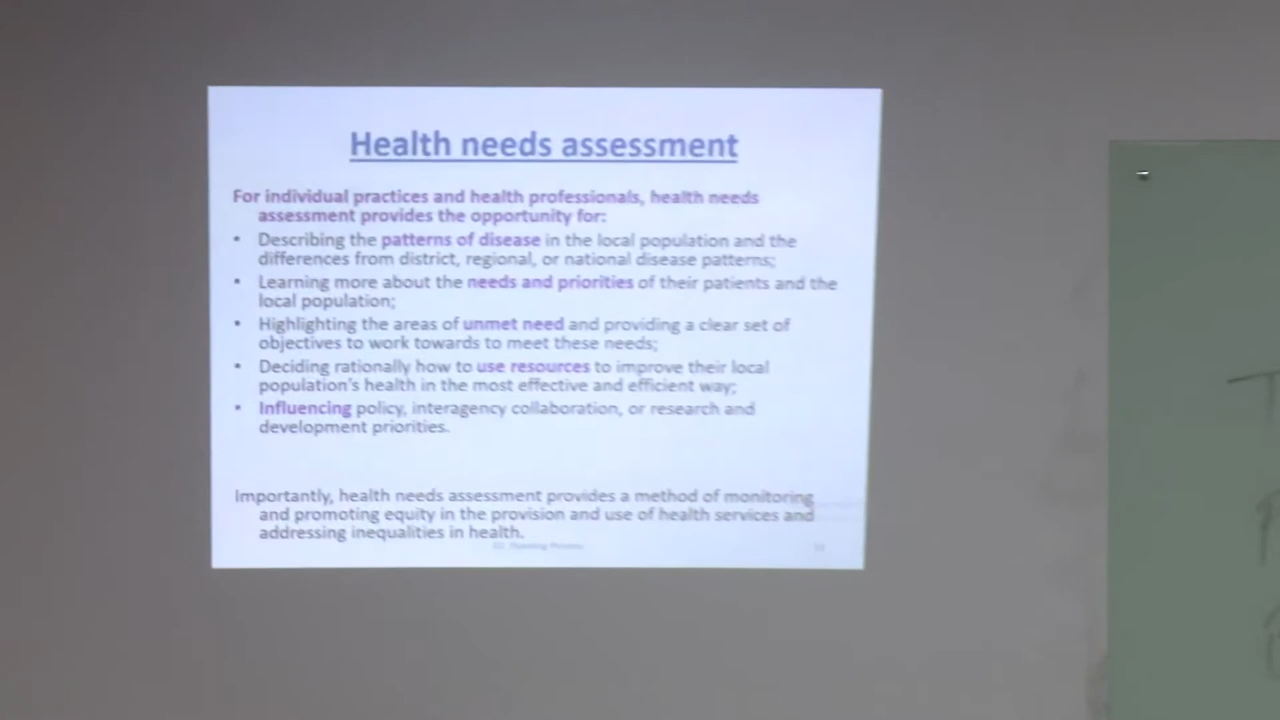 Health needs assessment
For individual practices and health professionals, health needs
assessment provides the opportunity for:
• Describing the patterns of disease in the local population and the
differences from district, regional, or national disease patterns;
• Learning more about the needs and priorities of their patients and the
local population;
• Highlighting the areas of unmet need and providing a clear set of
objectives to work towards to meet these needs;
• Deciding rationally how to use resources to improve their local
population's health in the most effective and efficient way;
• Influencing policy, interagency collaboration, or research and
development priorities.
Importantly, health needs assessment provides a method of monitoring
and promoting equity in the provision and use of health services and
addressing inequalities in health.